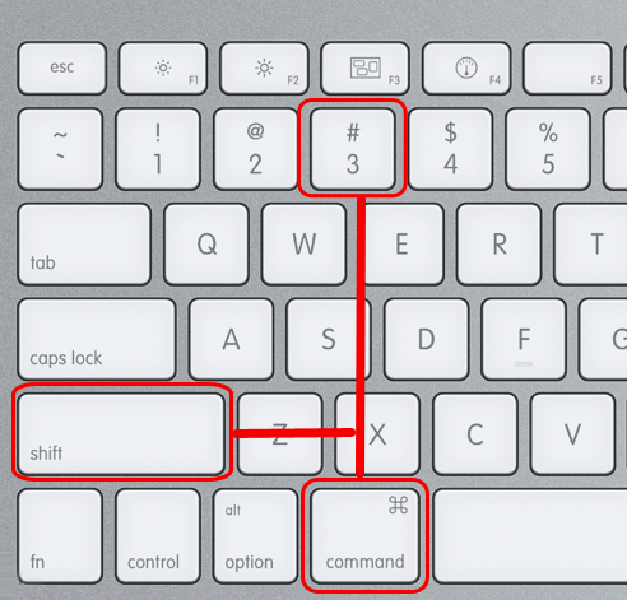 esc F1 F2 F3 F4 F5
~ ! @ # $ %
` 1 2 3 4 5
Q W E R T
tab
A S D F G
caps lock
Z X C V
shift
alt ⌘
fn control option command